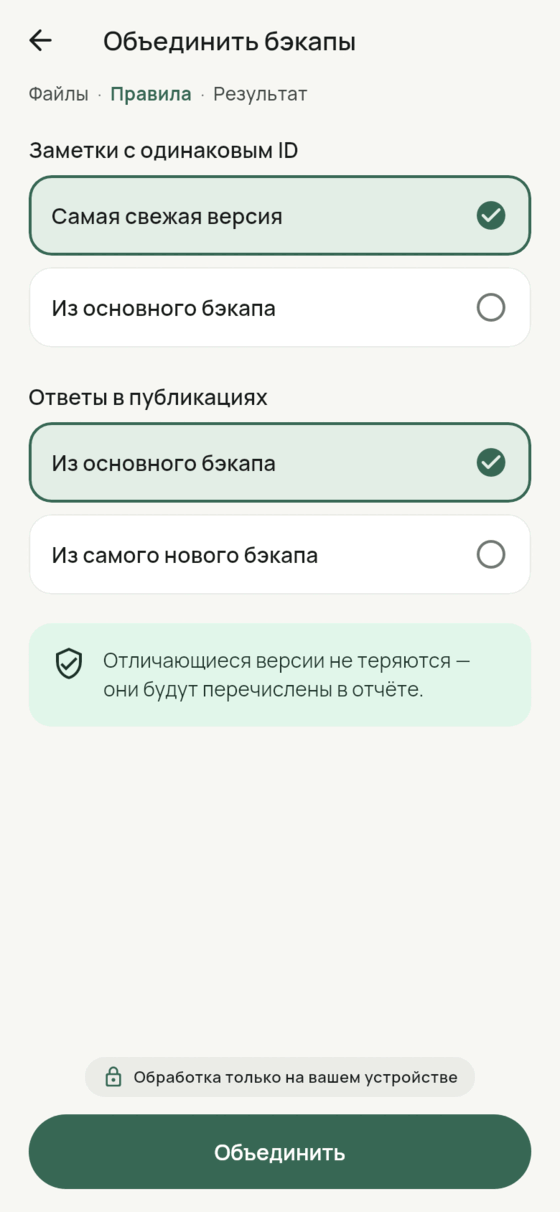 Объединить бэкапы
Файлы · Правила · Результат
Заметки с одинаковым ID
Самая свежая версия
Из основного бэкапа
Ответы в публикациях
Из основного бэкапа
Из самого нового бэкапа
Отличающиеся версии не теряются —
они будут перечислены в отчёте.
Обработка только на вашем устройстве
Объединить